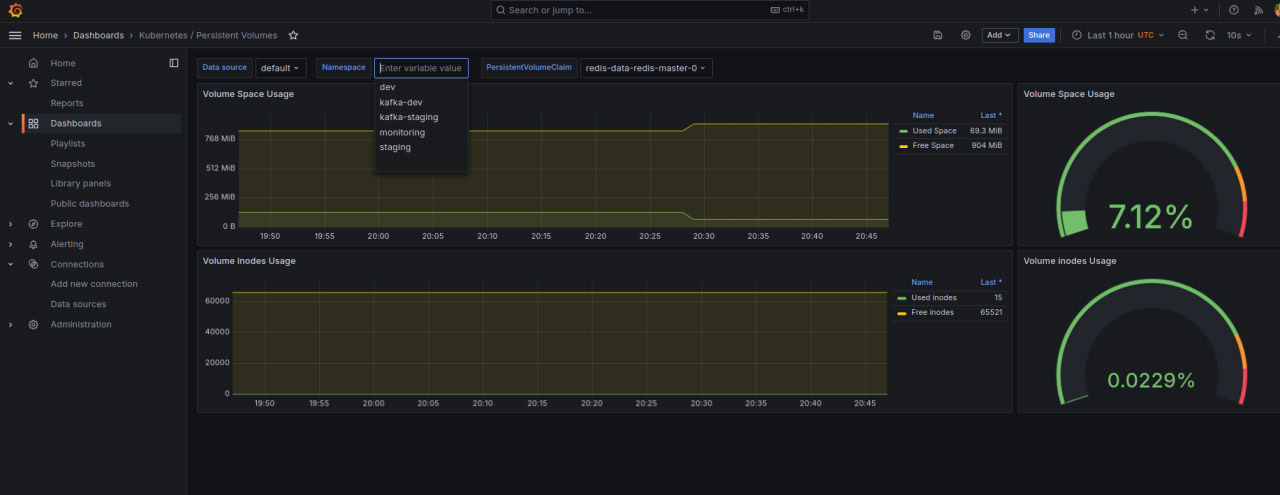 Search or jump to...
ctrl+k
Home > Dashboards > Kubernetes / Persistent Volumes
Add
Share
Last 1 hour UTC
10s
Home
Starred
Reports
Dashboards
Playlists
Snapshots
Library panels
Public dashboards
Explore
Alerting
Connections
Add new connection
Data sources
Administration
Data source
default
Namespace
Enter variable value
PersistentVolumeClaim
redis-data-redis-master-0
dev
kafka-dev
kafka-staging
monitoring
staging
Volume Space Usage
768 MiB
512 MiB
256 MiB
0 B
19:50 19:55 20:00 20:05 20:10 20:15 20:20 20:25 20:30 20:35 20:40 20:45
Name Last *
Used Space 69.3 MiB
Free Space 904 MiB
Volume Space Usage
7.12%
Volume inodes Usage
60000
40000
20000
0
19:50 19:55 20:00 20:05 20:10 20:15 20:20 20:25 20:30 20:35 20:40 20:45
Name Last *
Used inodes 15
Free inodes 65521
Volume inodes Usage
0.0229%